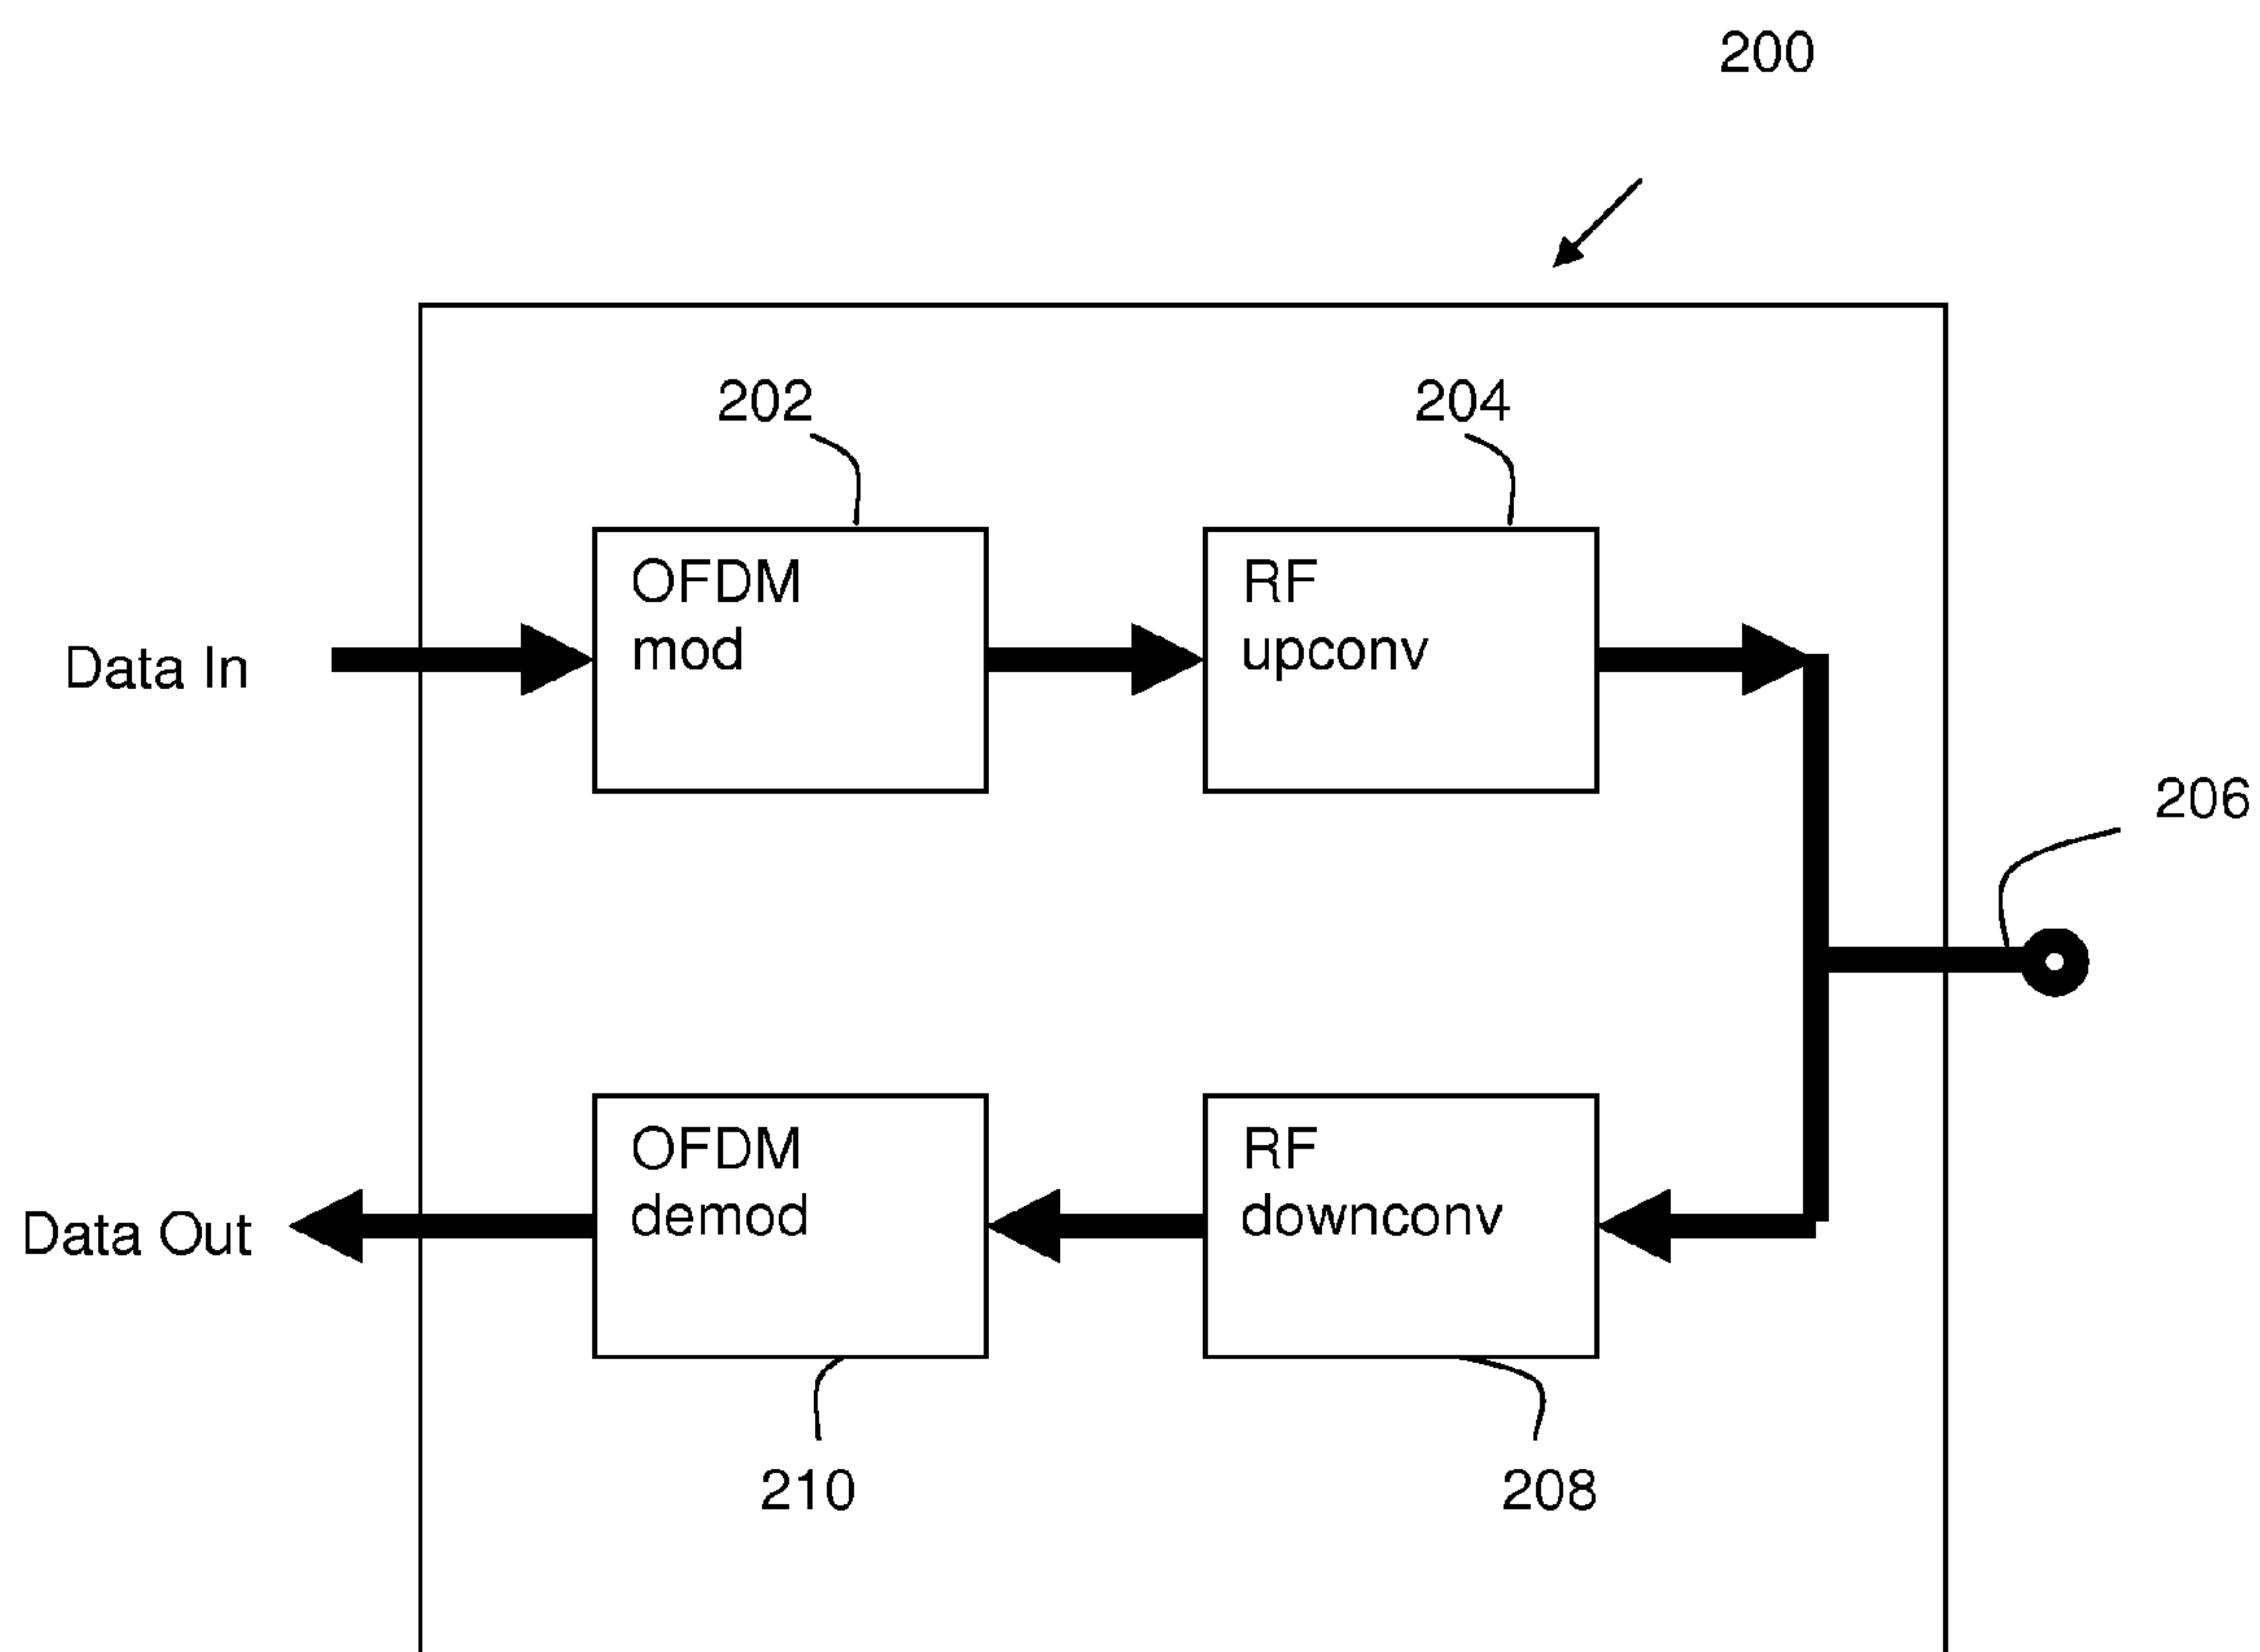 200
202
204
OFDM
mod
RF
upconv
Data In
206
OFDM
demod
RF
downconv
Data Out
210
208